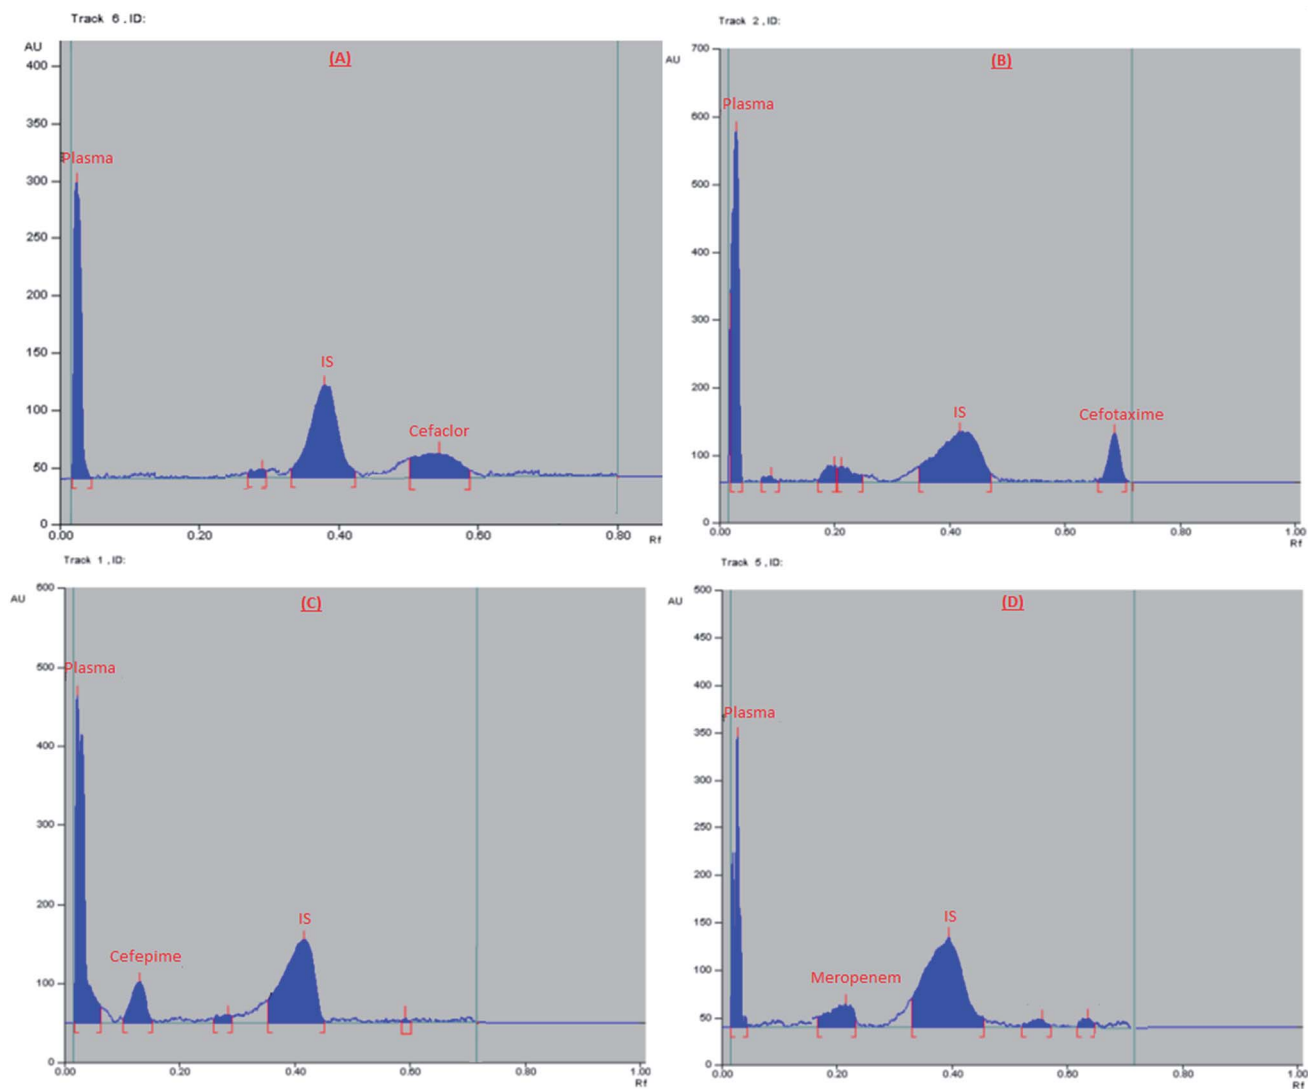 Track 6 , ID:
AU
(A)
400
350
Plasma
300
250
200
150
IS
100
Cefaclor
50
0
0.00 0.20 0.40 0.60 0.80
Rf
Track 2 , ID:
700
AU
(B)
Plasma
600
500
400
300
200
IS
Cefotaxime
100
0
0.00 0.20 0.40 0.60 0.80 1.00
Rf
Track 1 , ID:
600
AU
(C)
Plasma
500
400
300
200
IS
Cefepime
100
0
0.00 0.20 0.40 0.60 0.80 1.00
Rf
Track 5 , ID:
500
AU
(D)
450
400
Plasma
350
300
250
200
150
IS
100
Meropenem
50
0
0.00 0.20 0.40 0.60 0.80 1.00
Rf